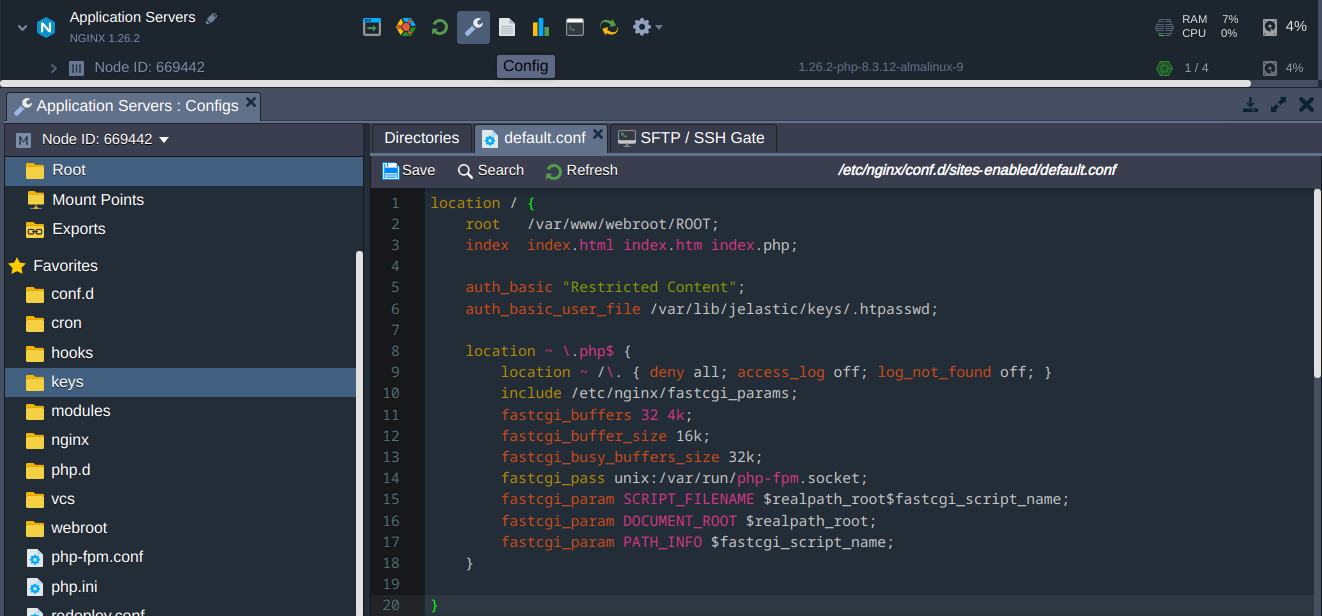 Application Servers
NGINX 1.26.2
RAM 7%
CPU 0%
4%
Node ID: 669442
Config
1.26.2-php-8.3.12-almalinux-9
1 / 4
4%
Application Servers : Configs
Node ID: 669442
Root
Mount Points
Exports
Favorites
conf.d
cron
hooks
keys
modules
nginx
php.d
vcs
webroot
php-fpm.conf
php.ini
redeploy.conf
Directories
default.conf
SFTP / SSH Gate
Save
Search
Refresh
/etc/nginx/conf.d/sites-enabled/default.conf
1 location / {
2     root   /var/www/webroot/ROOT;
3     index  index.html index.htm index.php;
4
5     auth_basic "Restricted Content";
6     auth_basic_user_file /var/lib/jelastic/keys/.htpasswd;
7
8     location ~ \.php$ {
9         location ~ /\. { deny all; access_log off; log_not_found off; }
10         include /etc/nginx/fastcgi_params;
11         fastcgi_buffers 32 4k;
12         fastcgi_buffer_size 16k;
13         fastcgi_busy_buffers_size 32k;
14         fastcgi_pass unix:/var/run/php-fpm.socket;
15         fastcgi_param SCRIPT_FILENAME $realpath_root$fastcgi_script_name;
16         fastcgi_param DOCUMENT_ROOT $realpath_root;
17         fastcgi_param PATH_INFO $fastcgi_script_name;
18     }
19
20 }